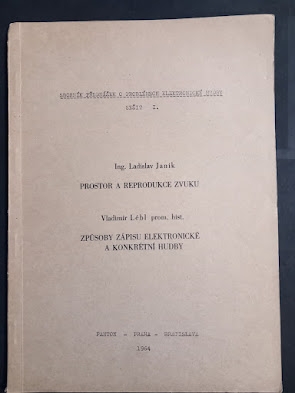 SBORNÍK PŘEDNÁŠEK O PROBLÉMECH ELEKTRONICKÉ HUDBY
SEŠIT I.
Ing. Ladislav Janík
PROSTOR A REPRODUKCE ZVUKU
Vladimír Lébl prom. hist.
ZPŮSOBY ZÁPISU ELEKTRONICKÉ
A KONKRÉTNÍ HUDBY
PANTON - PRAHA - BRATISLAVA
1964